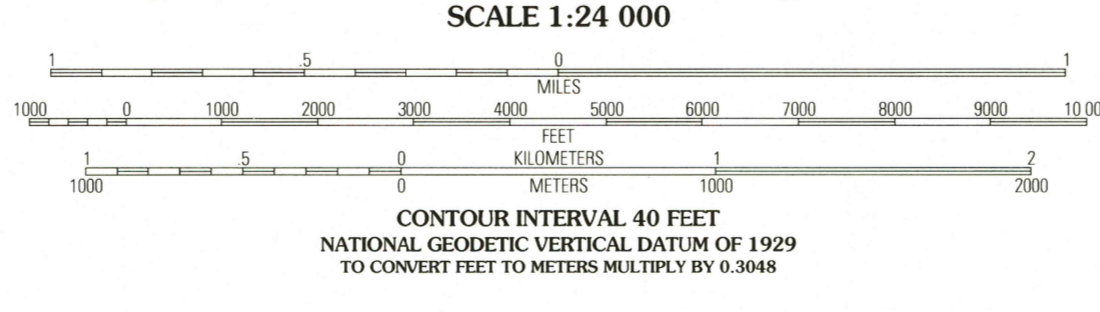 SCALE 1:24 000
1 .5 0 1
MILES
1000 0 1000 2000 3000 4000 5000 6000 7000 8000 9000 10 00
FEET
1 .5 0 KILOMETERS 1 2
1000 0 METERS 1000 2000
CONTOUR INTERVAL 40 FEET
NATIONAL GEODETIC VERTICAL DATUM OF 1929
TO CONVERT FEET TO METERS MULTIPLY BY 0.3048